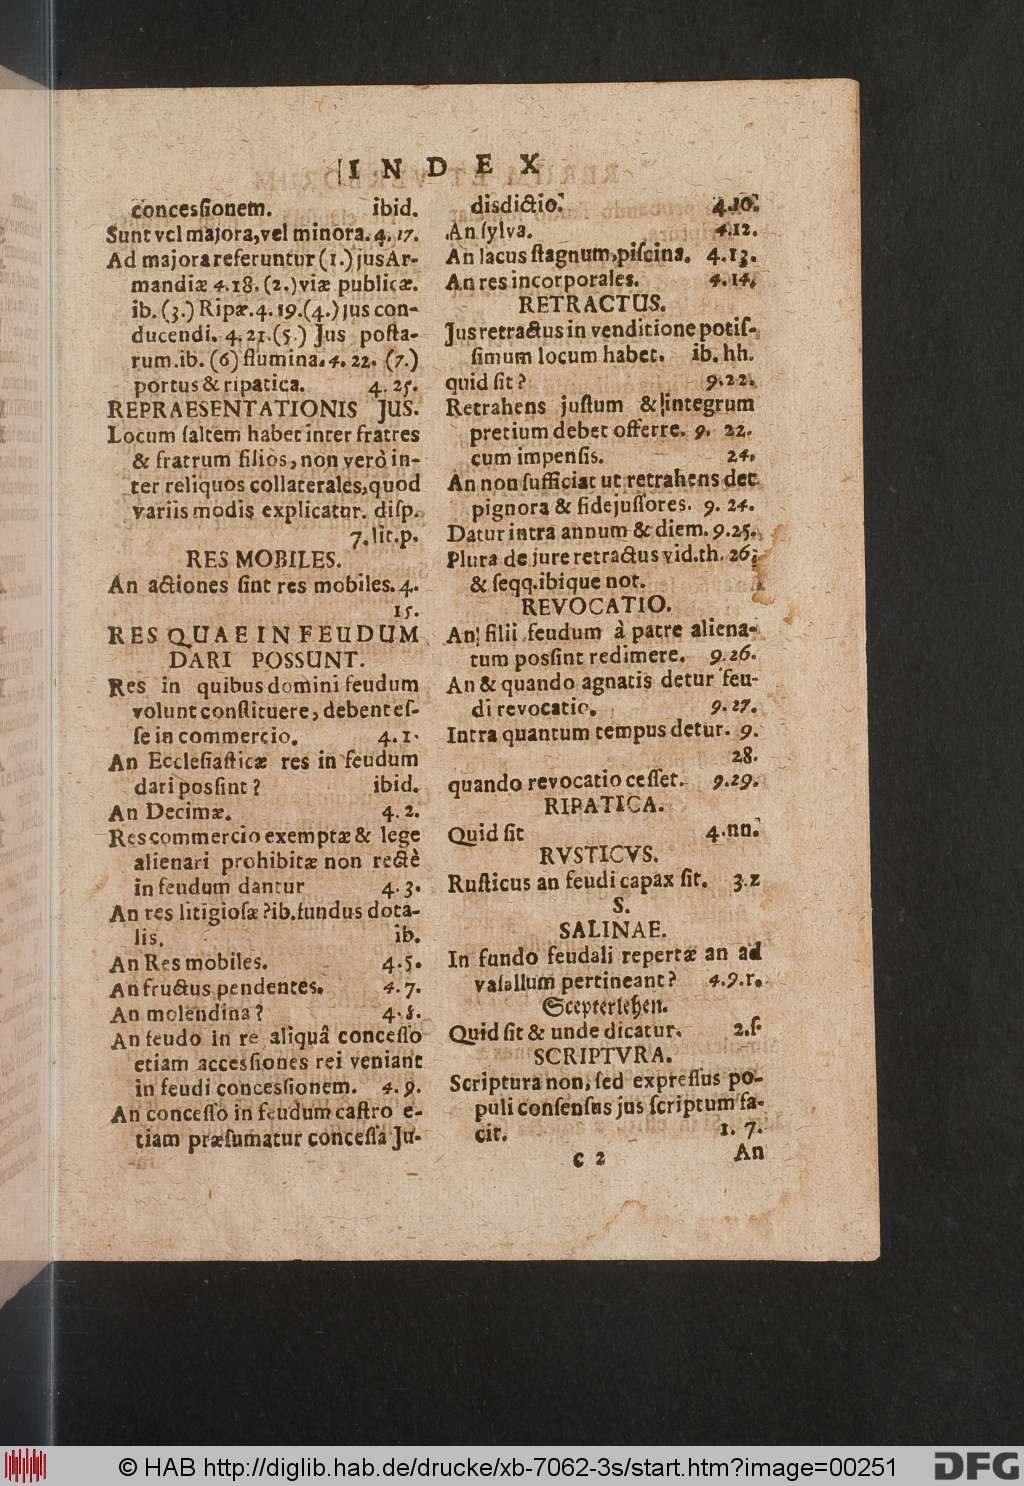 INDEX
concesſionem. ibid.
Sunt vel majora, vel minora. 4. 17.
Ad majora referuntur (1.) jus Ar-
mandiæ 4. 18. (2.) viæ publicæ.
ib. (3.) Ripæ. 4. 19. (4.) jus con-
ducendi. 4. 21. (5.) Jus poſta-
rum. ib. (6) flumina. 4. 22. (7.)
portus & ripatica. 4. 25.
REPRAESENTATIONIS JUS.
Locum ſaltem habet inter fratres
& fratrum filios, non verò in-
ter reliquos collaterales, quod
variis modis explicatur. diſp.
7. lit. p.
RES MOBILES.
An actiones ſint res mobiles. 4.
15.
RES QUAE IN FEUDUM
DARI POSSUNT.
Res in quibus domini feudum
volunt conſtituere, debent eſ-
ſe in commercio. 4. 1.
An Eccleſiaſticæ res in feudum
dari posſint? ibid.
An Decimæ. 4. 2.
Res commercio exemptæ & lege
alienari prohibitæ non rectè
in feudum dantur 4. 3.
An res litigioſæ? ib. fundus dota-
lis. ib.
An Res mobiles. 4. 5.
An fructus pendentes. 4. 7.
An molendina? 4. 8.
An feudo in re aliquâ conceſſo
etiam accesſiones rei veniant
in feudi concesſionem. 4. 9.
An conceſſo in feudum caſtro e-
tiam præſumatur conceſſa Ju-
disdictio. 4. 10.
An ſylva. 4. 12.
An lacus ſtagnum, piſcina. 4. 13.
An res incorporales. 4. 14.
RETRACTUS.
Jus retractus in venditione potiſ-
ſimum locum habet. ib. hh.
quid ſit? 9. 22.
Retrahens juſtum & integrum
pretium debet offerre. 9. 22.
cum impenſis. 24.
An non ſufficiat ut retrahens det
pignora & fidejuſſores. 9. 24.
Datur intra annum & diem. 9. 25.
Plura de jure retractus vid. th. 26.
& ſeqq. ibique not.
REVOCATIO.
An filii feudum à patre aliena-
tum posſint redimere. 9. 26.
An & quando agnatis detur feu-
di revocatio. 9. 27.
Intra quantum tempus detur. 9.
28.
quando revocatio ceſſet. 9. 29.
RIPATICA.
Quid ſit 4. nn.
RVSTICVS.
Ruſticus an feudi capax ſit. 3. z
S.
SALINAE.
In fundo feudali repertæ an ad
vaſallum pertineant? 4. 9. r.
Scepterlehen.
Quid ſit & unde dicatur. 2. ſ.
SCRIPTVRA.
Scriptura non, ſed expreſſus po-
puli conſenſus jus ſcriptum fa-
cit. 1. 7.
c 2 An
© HAB http://diglib.hab.de/drucke/xb-7062-3s/start.htm?image=00251
DFG